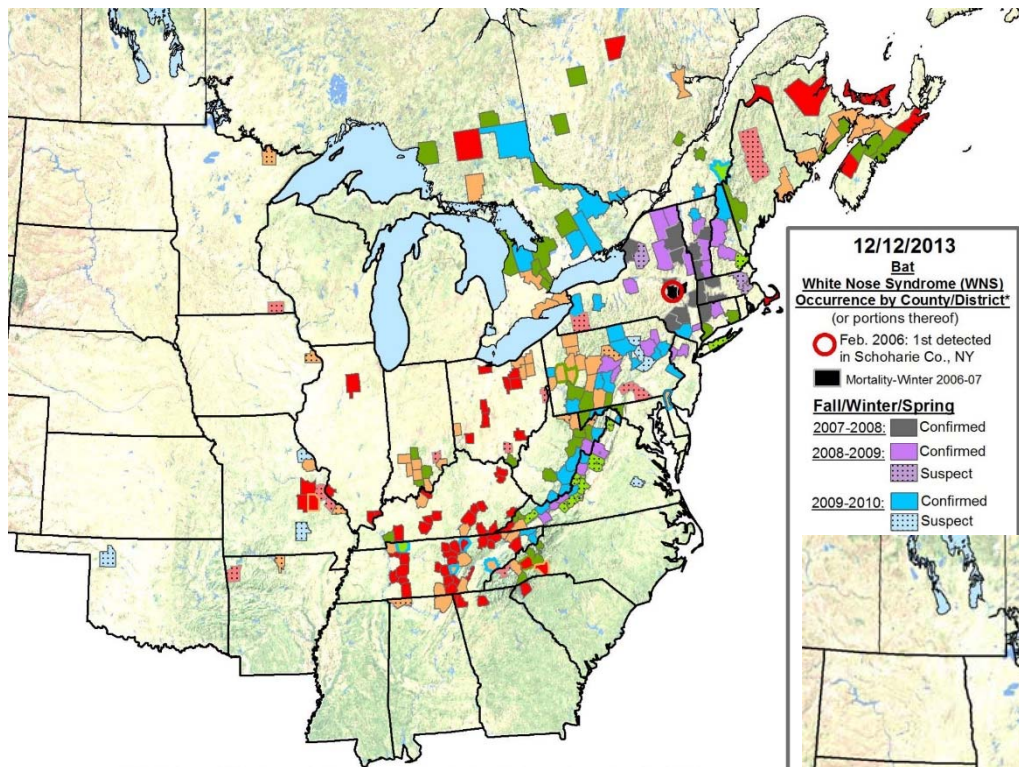 12/12/2013
Bat
White Nose Syndrome (WNS)
Occurrence by County/District*
(or portions thereof)
Feb. 2006: 1st detected
in Schoharie Co., NY
Mortality-Winter 2006-07
Fall/Winter/Spring
2007-2008: Confirmed
2008-2009: Confirmed
Suspect
2009-2010: Confirmed
Suspect